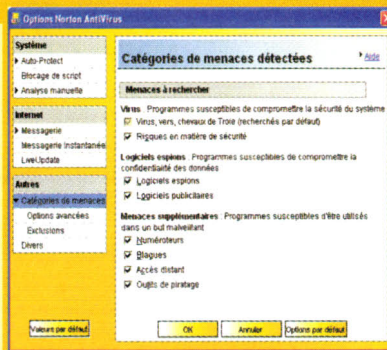 Options Norton AntiVirus
Système
Auto-Protect
Blocage de script
Analyse manuelle
Internet
Messagerie
Messagerie instantanée
LiveUpdate
Autres
Catégories de menaces
Options avancées
Exclusions
Divers
Valeurs par défaut
Catégories de menaces détectées
Aide
Menaces à rechercher
Virus : Programmes susceptibles de compromettre la sécurité du système
Virus, vers, chevaux de Troie (recherchés par défaut)
Risques en matière de sécurité
Logiciels espions : Programmes susceptibles de compromettre la
confidentialité des données
Logiciels espions
Logiciels publicitaires
Menaces supplémentaires : Programmes susceptibles d'être utilisés
dans un but malveillant
Numéroteurs
Blagues
Accès distant
Outils de piratage
OK
Annuler
Options par défaut